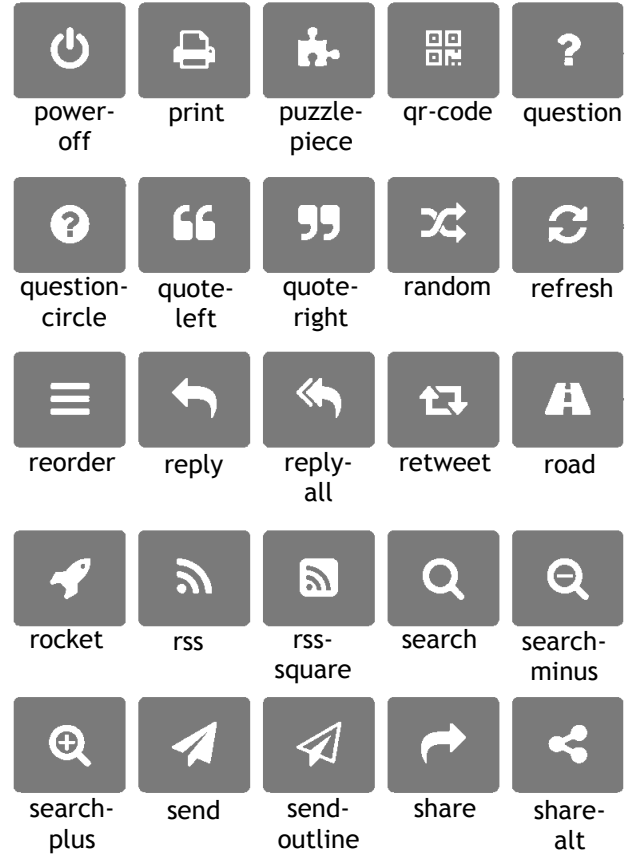 power-
off
print
puzzle-
piece
qr-code
question
question-
circle
quote-
left
quote-
right
random
refresh
reorder
reply
reply-
all
retweet
road
rocket
rss
rss-
square
search
search-
minus
search-
plus
send
send-
outline
share
share-
alt